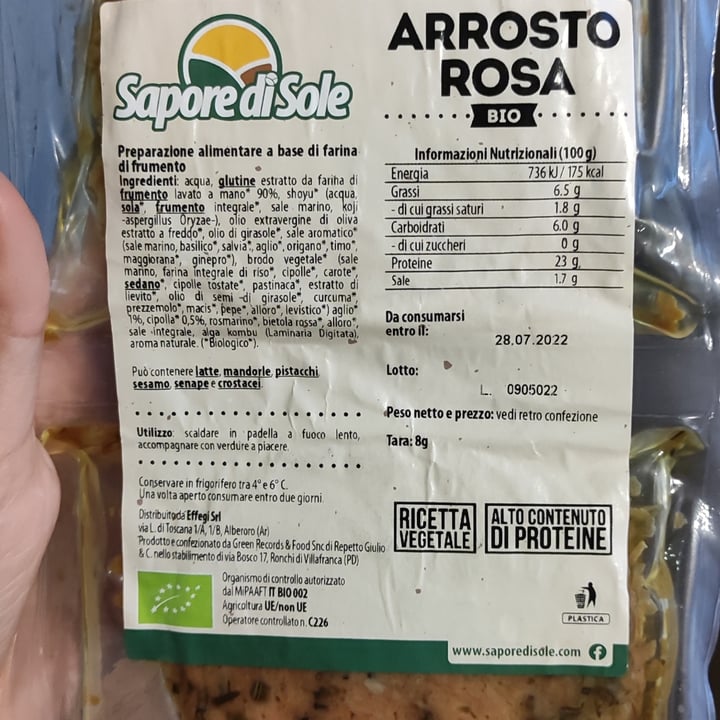 Sapore di Sole
Preparazione alimentare a base di farina
di frumento
Ingredienti: acqua, glutine estratto da farina di
frumento lavato a mano* 90%, shoyu* (acqua,
soia*, frumento integrale*, sale marino, koji
-aspergillus Oryzae-), olio extravergine di oliva
estratto a freddo*, olio di girasole*, sale aromatico*
(sale marino, basilico*, salvia*, aglio*, origano*, timo*,
maggiorana*, ginepro*), brodo vegetale* (sale
marino, farina integrale di riso*, cipolle*, carote*,
sedano*, cipolle tostate*, pastinaca*, estratto di
lievito*, olio di semi di girasole*, curcuma*,
prezzemolo*, macis*, pepe*, alloro*, levistico*) aglio*
1%, cipolla* 0,5%, rosmarino*, bietola rossa*, alloro*,
sale integrale, alga kombu (Laminaria Digitata),
aroma naturale. (*Biologico*).
Può contenere latte, mandorle, pistacchi,
sesamo, senape e crostacei.
Utilizzo: scaldare in padella a fuoco lento,
accompagnare con verdure a piacere.
Conservare in frigorifero tra 4° e 6° C.
Una volta aperto consumare entro due giorni.
Distribuito da Effegi Srl
via L. di Toscana 1/A, 1/B, Alberoro (Ar)
Prodotto e confezionato da Green Records & Food Snc di Repetto Giulio
& C. nello stabilimento di via Bosco 17, Ronchi di Villafranca (PD)
Organismo di controllo autorizzato
dal MiPAAFT IT BIO 002
Agricoltura UE/non UE
Operatore controllato n. C226
ARROSTO
ROSA
BIO
Informazioni Nutrizionali (100 g)
Energia 736 kJ / 175 kcal
Grassi 6.5 g
- di cui grassi saturi 1.8 g
Carboidrati 6.0 g
- di cui zuccheri 0 g
Proteine 23 g
Sale 1.7 g
Da consumarsi
entro il:
28.07.2022
Lotto:
L. 0905022
Peso netto e prezzo: vedi retro confezione
Tara: 8g
RICETTA
VEGETALE
ALTO CONTENUTO
DI PROTEINE
PLASTICA
www.saporedisole.com